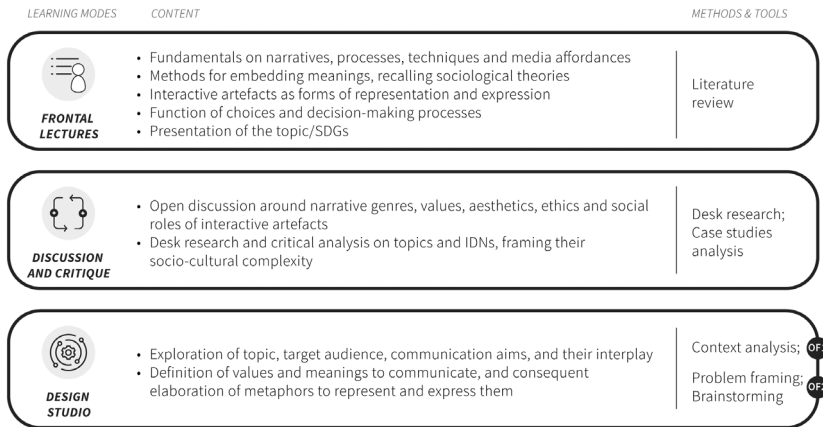 LEARNING MODES
CONTENT
METHODS & TOOLS
FRONTAL
LECTURES
• Fundamentals on narratives, processes, techniques and media affordances
• Methods for embedding meanings, recalling sociological theories
• Interactive artefacts as forms of representation and expression
• Function of choices and decision-making processes
• Presentation of the topic/SDGs
Literature
review
DISCUSSION
AND CRITIQUE
• Open discussion around narrative genres, values, aesthetics, ethics and social
roles of interactive artefacts
• Desk research and critical analysis on topics and IDNs, framing their
socio-cultural complexity
Desk research;
Case studies
analysis
DESIGN
STUDIO
• Exploration of topic, target audience, communication aims, and their interplay
• Definition of values and meanings to communicate, and consequent
elaboration of metaphors to represent and express them
Context analysis;
OF1
Problem framing;
Brainstorming
OF2